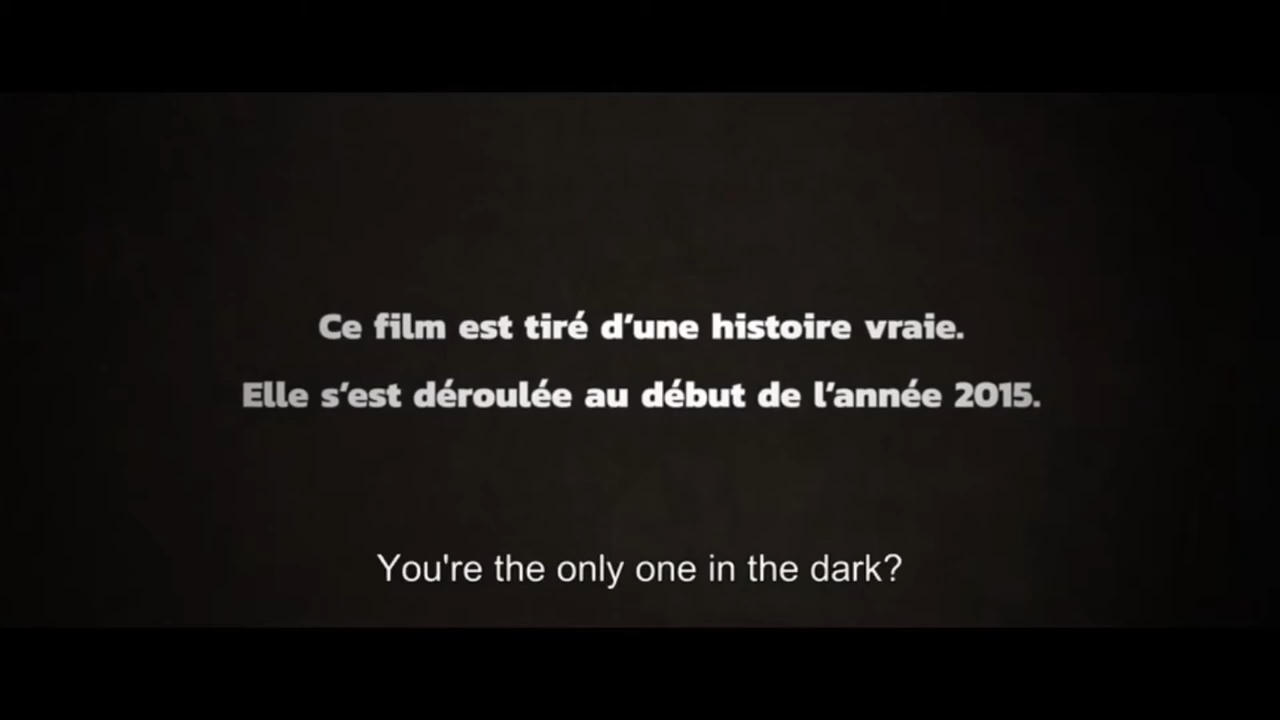 Ce film est tiré d’une histoire vraie.
Elle s’est déroulée au début de l’année 2015.
You're the only one in the dark?